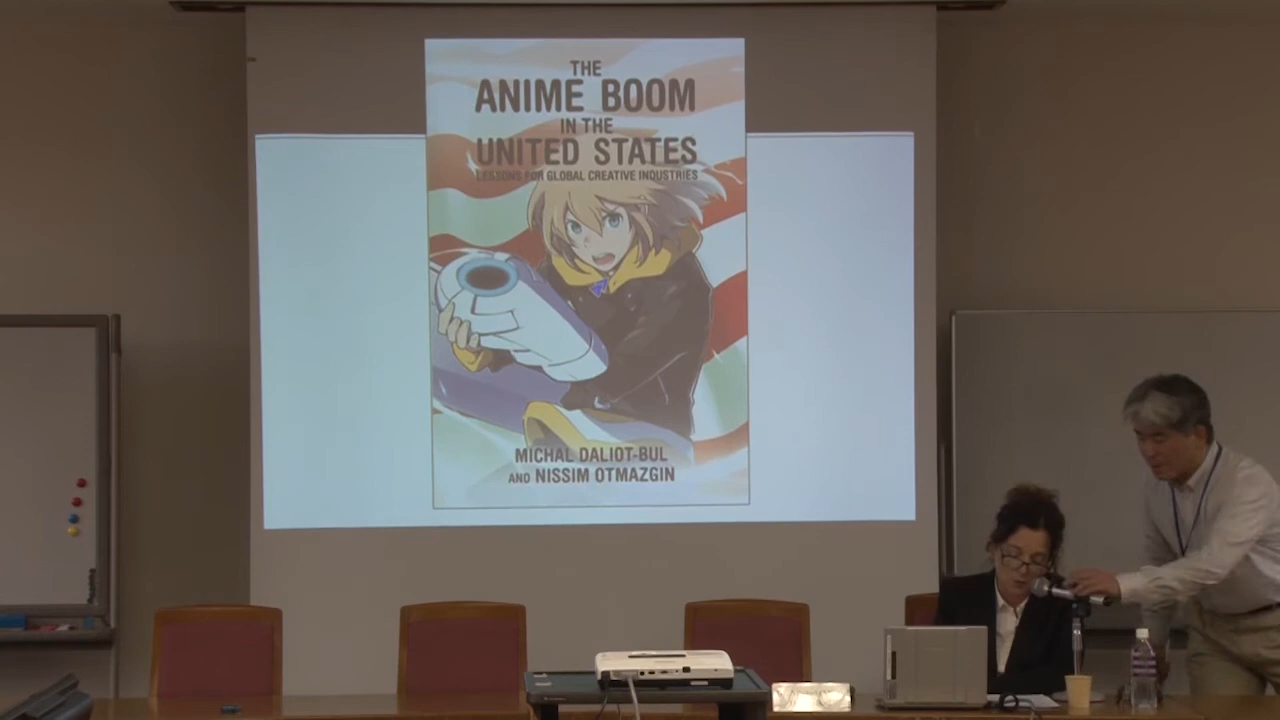 THE
ANIME BOOM
IN THE
UNITED STATES
LESSONS FOR GLOBAL CREATIVE INDUSTRIES
MICHAL DALIOT-BUL
AND NISSIM OTMAZGIN